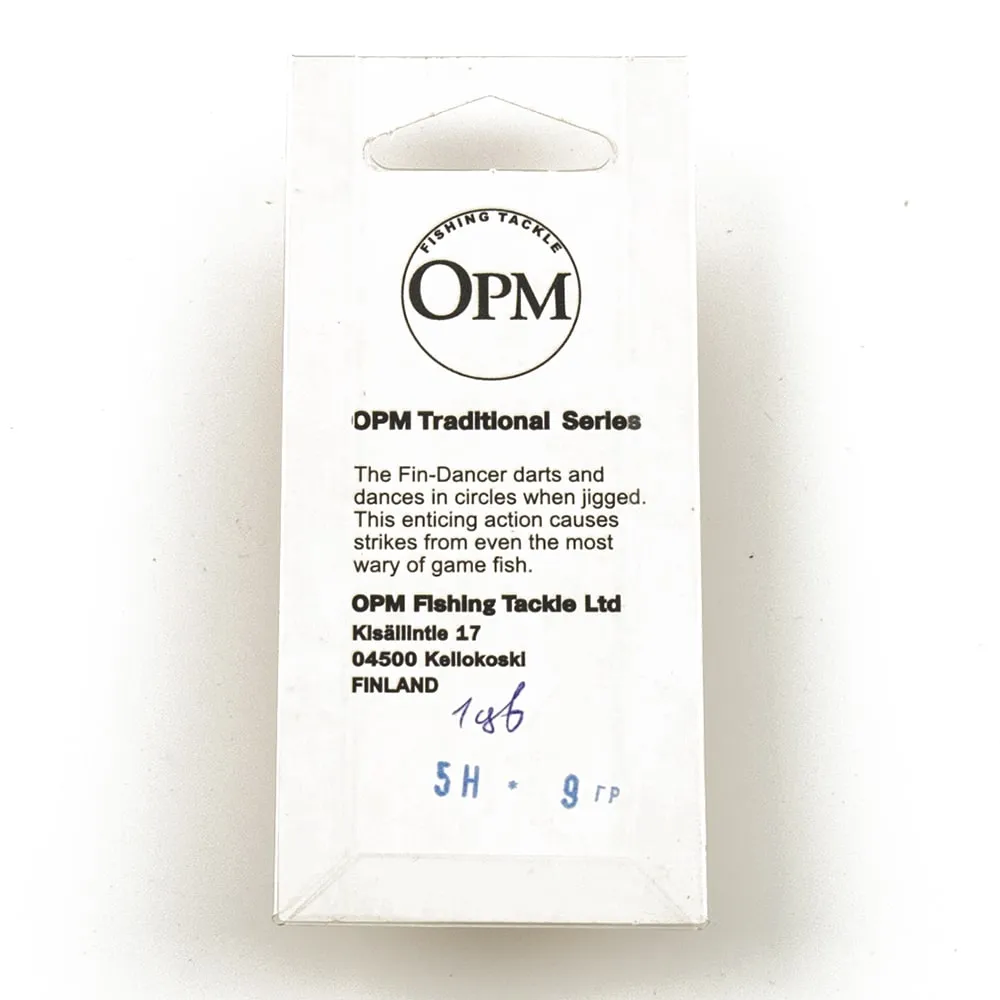 FISHING TACKLE
OPM
OPM Traditional Series
The Fin-Dancer darts and
dances in circles when jigged.
This enticing action causes
strikes from even the most
wary of game fish.
OPM Fishing Tackle Ltd
Kisällintie 17
04500 Kellokoski
FINLAND
5H * 9 ГР